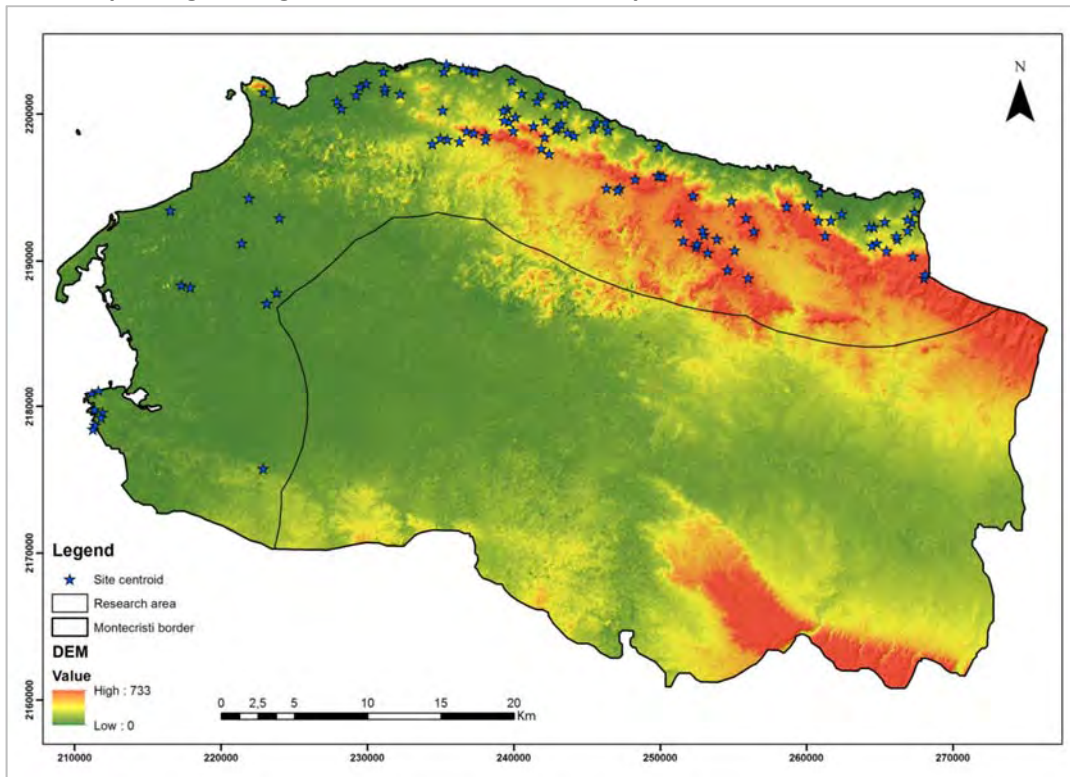 N
2200000
2190000
2180000
2170000
2160000
Legend
Site centroid
Research area
Montecristi border
DEM
Value
High : 733
Low : 0
0 2,5 5 10 15 20
Km
210000 220000 230000 240000 250000 260000 270000